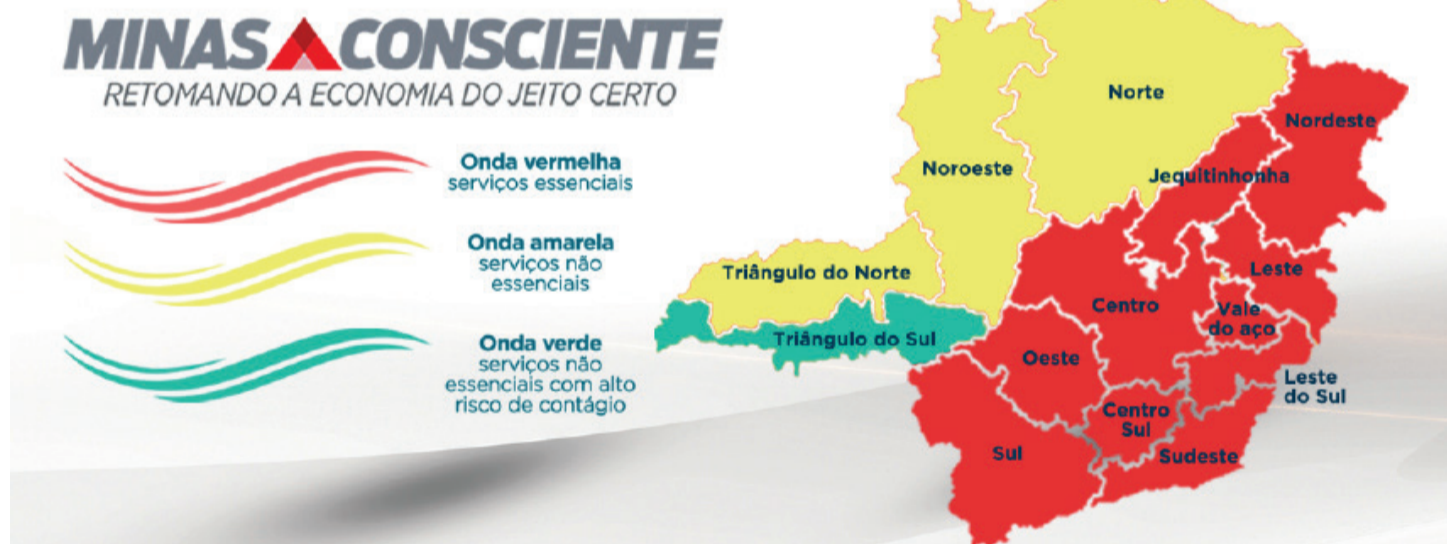 MINAS CONSCIENTE
RETOMANDO A ECONOMIA DO JEITO CERTO
Onda vermelha
serviços essenciais
Onda amarela
serviços não
essenciais
Onda verde
serviços não
essenciais com alto
risco de contágio
Norte
Nordeste
Noroeste
Jequitinhonha
Triângulo do Norte
Leste
Centro
Vale
do aço
Triângulo do Sul
Oeste
Leste
do Sul
Centro
Sul
Sul
Sudeste